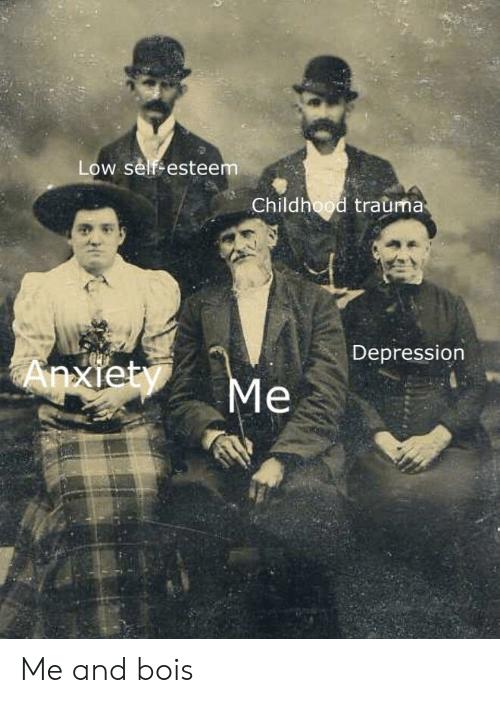 Low self-esteem
Childhood trauma
Depression
Anxiety
Me
Me and bois